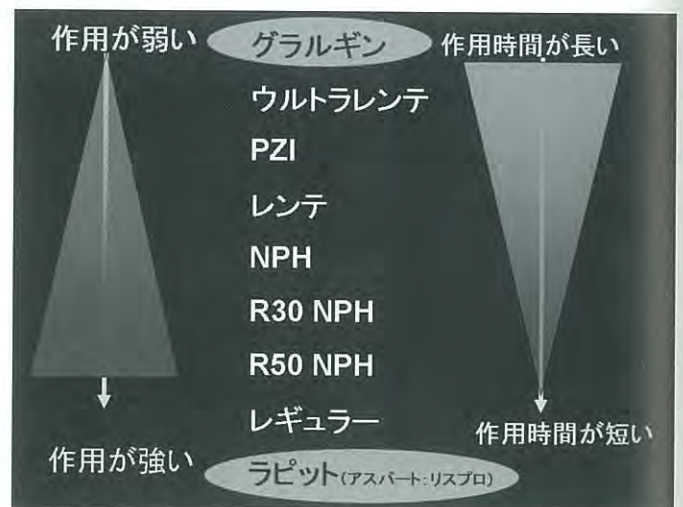 作用が弱い
グラルギン
作用時間が長い
ウルトラレンテ
PZI
レンテ
NPH
R30 NPH
R50 NPH
レギュラー
作用時間が短い
作用が強い
ラピット(アスパート:リスプロ)